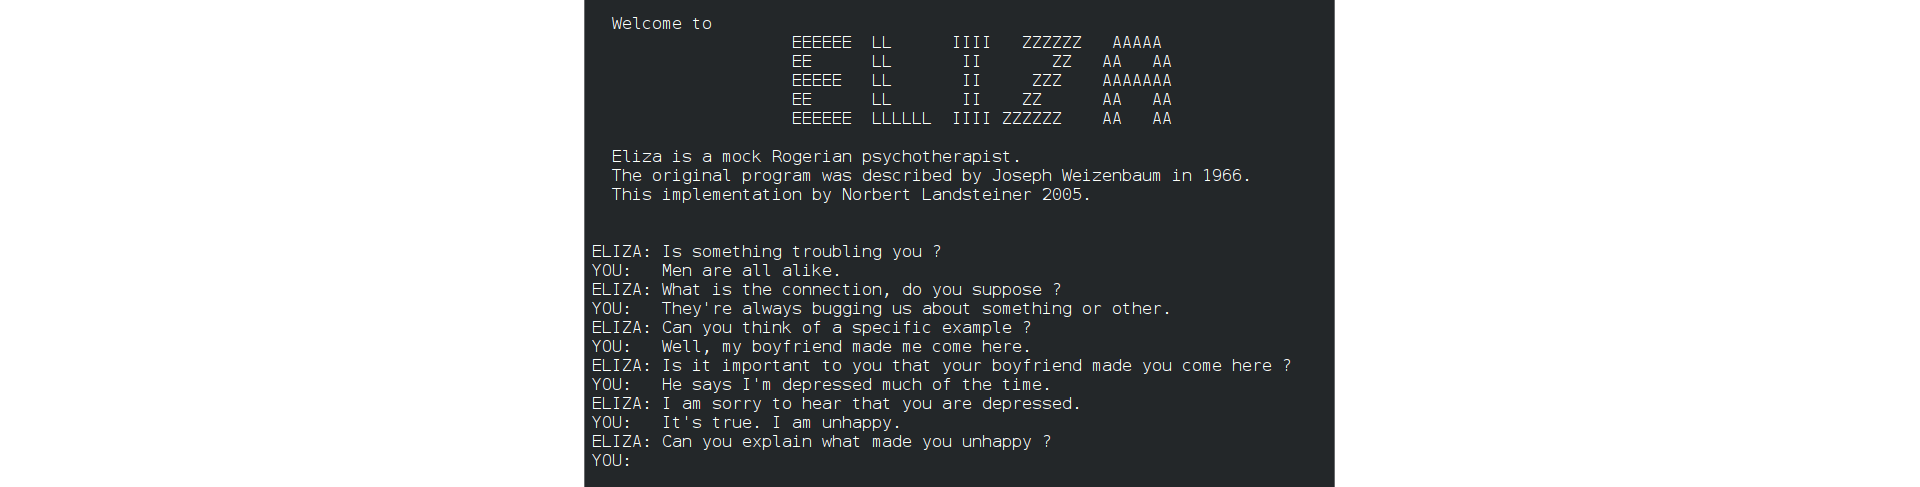 Welcome to
EEEEEE  LL      IIII   ZZZZZZ   AAAAA
EE      LL       II       ZZ   AA   AA
EEEEE   LL       II     ZZZ    AAAAAAA
EE      LL       II    ZZ      AA   AA
EEEEEE  LLLLLL  IIII ZZZZZZ    AA   AA
Eliza is a mock Rogerian psychotherapist.
The original program was described by Joseph Weizenbaum in 1966.
This implementation by Norbert Landsteiner 2005.
ELIZA: Is something troubling you ?
YOU:   Men are all alike.
ELIZA: What is the connection, do you suppose ?
YOU:   They're always bugging us about something or other.
ELIZA: Can you think of a specific example ?
YOU:   Well, my boyfriend made me come here.
ELIZA: Is it important to you that your boyfriend made you come here ?
YOU:   He says I'm depressed much of the time.
ELIZA: I am sorry to hear that you are depressed.
YOU:   It's true. I am unhappy.
ELIZA: Can you explain what made you unhappy ?
YOU: